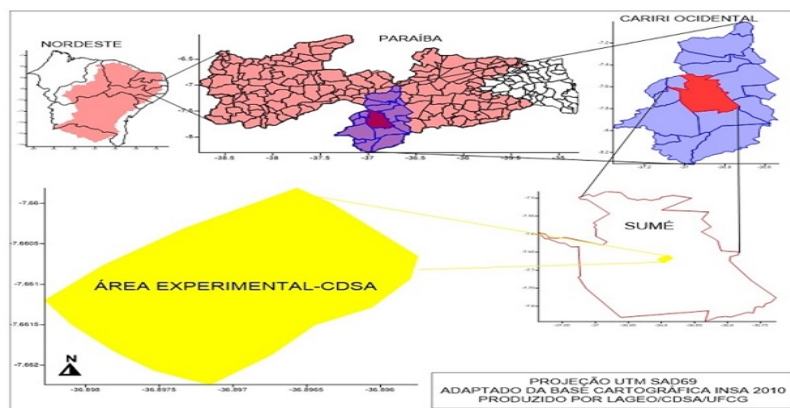 NORDESTE
PARAÍBA
CARIRI OCIDENTAL
-6.5
-7
-7.5
-8
-38.5
-38
-37.5
-37
-36.5
-36
-35
SUMÉ
ÁREA EXPERIMENTAL-CDSA
-7.66
-7.6605
-7.661
-7.6615
-7.662
N
-36.898
-36.8975
-36.897
-36.8965
-36.896
PROJEÇÃO UTM SAD69
ADAPTADO DA BASE CARTOGRÁFICA INSA 2010
PRODUZIDO POR LAGEO/CDSA/UFCG